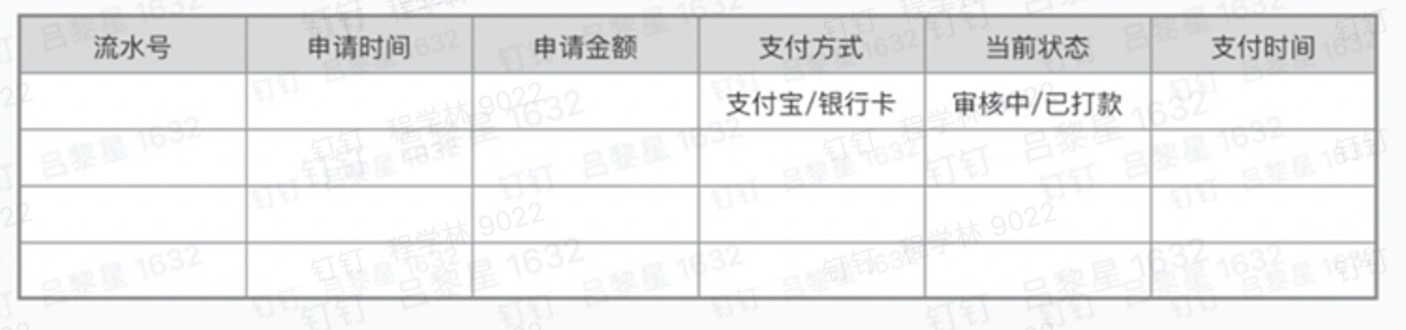 流水号 申请时间 申请金额 支付方式 当前状态 支付时间
支付宝/银行卡 审核中/已打款
钉钉 吕黎星 1632
钉钉 程学林 9022